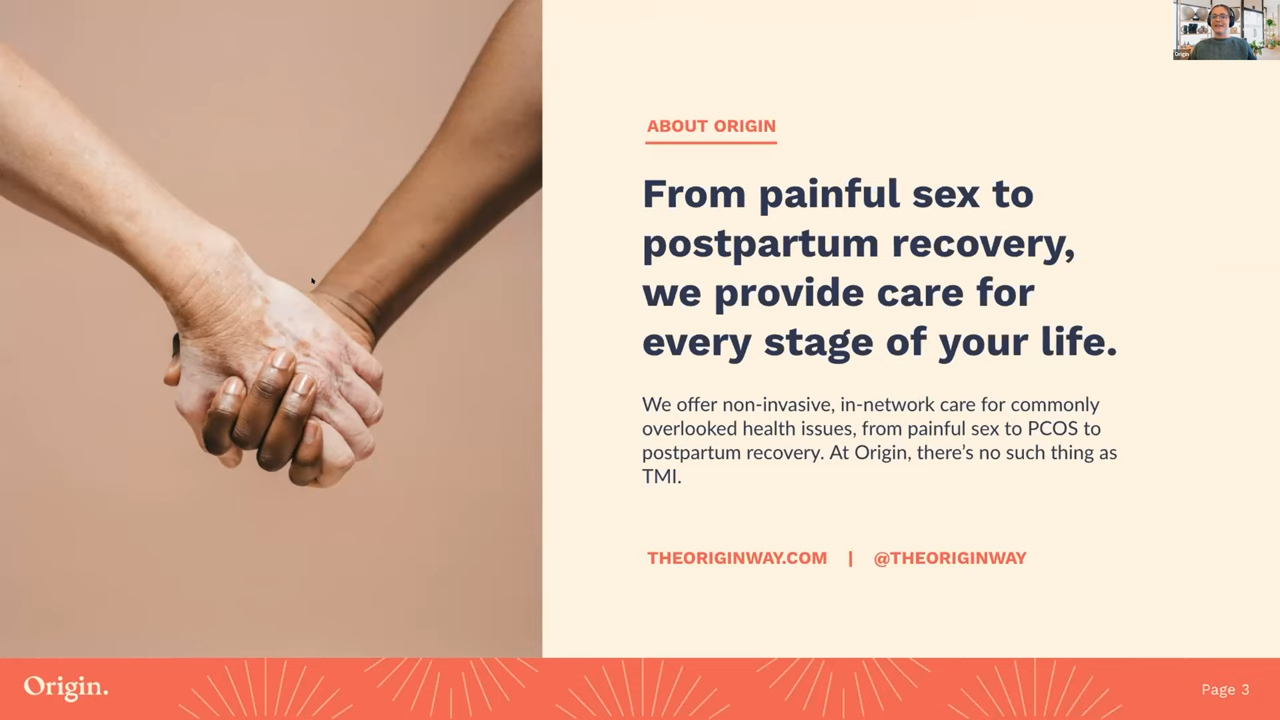 Origin
ABOUT ORIGIN
From painful sex to
postpartum recovery,
we provide care for
every stage of your life.
We offer non-invasive, in-network care for commonly
overlooked health issues, from painful sex to PCOS to
postpartum recovery. At Origin, there’s no such thing as
TMI.
THEORIGINWAY.COM | @THEORIGINWAY
Origin.
Page 3